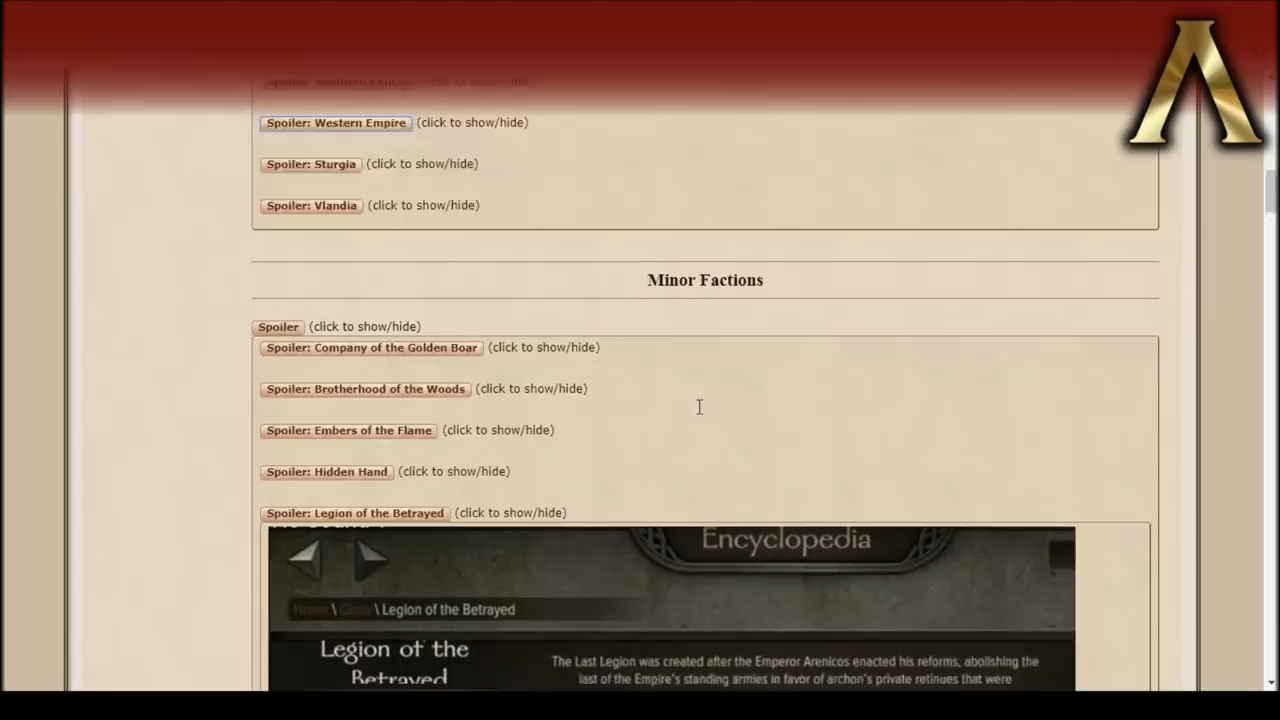 Spoiler: Western Empire (click to show/hide)
Spoiler: Sturgia (click to show/hide)
Spoiler: Vlandia (click to show/hide)
Minor Factions
Spoiler (click to show/hide)
Spoiler: Company of the Golden Boar (click to show/hide)
Spoiler: Brotherhood of the Woods (click to show/hide)
Spoiler: Embers of the Flame (click to show/hide)
Spoiler: Hidden Hand (click to show/hide)
Spoiler: Legion of the Betrayed (click to show/hide)
Encyclopedia
Home \ Clans \ Legion of the Betrayed
Legion of the
Betrayed
The Last Legion was created after the Emperor Arenicos enacted his reforms, abolishing the
last of the Empire's standing armies in favor of archon's private retinues that were